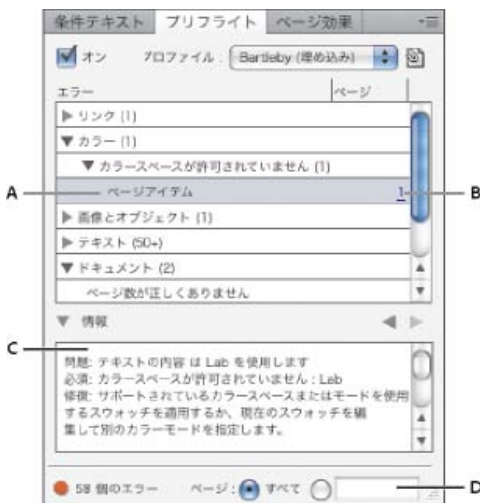 条件テキスト プリフライト ページ効果
オン プロファイル : Bartleby (埋め込み)
エラー ページ
リンク (1)
カラー (1)
カラースペースが許可されていません (1)
A ページアイテム 1 B
画像とオブジェクト (1)
テキスト (50+)
ドキュメント (2)
ページ数が正しくありません
情報
C
問題: テキストの内容 は Lab を使用します
必須: カラースペースが許可されていません : Lab
修復: サポートされているカラースペースまたはモードを使用
するスウォッチを適用するか、現在のスウォッチを編
集して別のカラーモードを指定します。
58 個のエラー ページ : すべて D